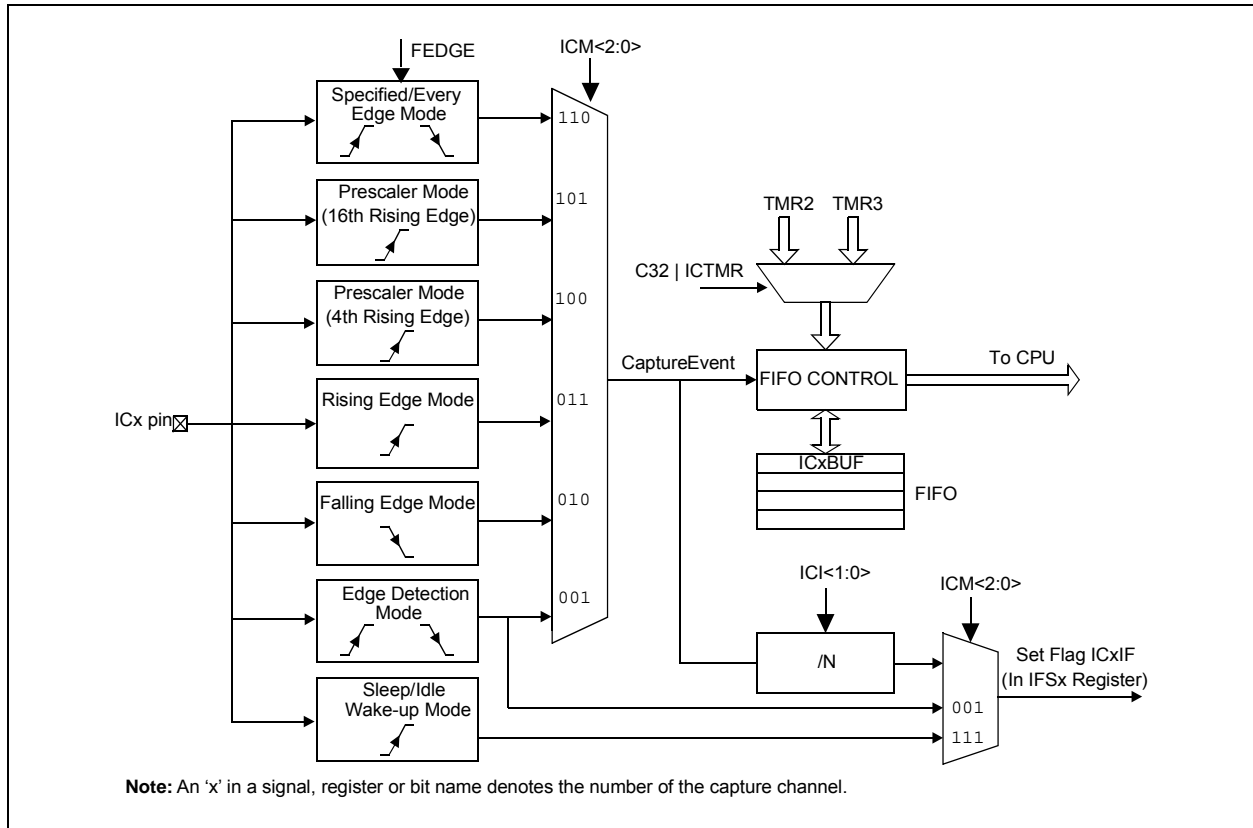 FEDGE
ICM<2:0>
Specified/Every
Edge Mode
110
Prescaler Mode
(16th Rising Edge)
101
TMR2
TMR3
C32 | ICTMR
Prescaler Mode
(4th Rising Edge)
100
CaptureEvent
FIFO CONTROL
To CPU
ICx pin
Rising Edge Mode
011
ICxBUF
FIFO
Falling Edge Mode
010
ICI<1:0>
ICM<2:0>
Edge Detection
Mode
001
/N
Set Flag ICxIF
(In IFSx Register)
Sleep/Idle
Wake-up Mode
001
111
Note: An ‘x’ in a signal, register or bit name denotes the number of the capture channel.